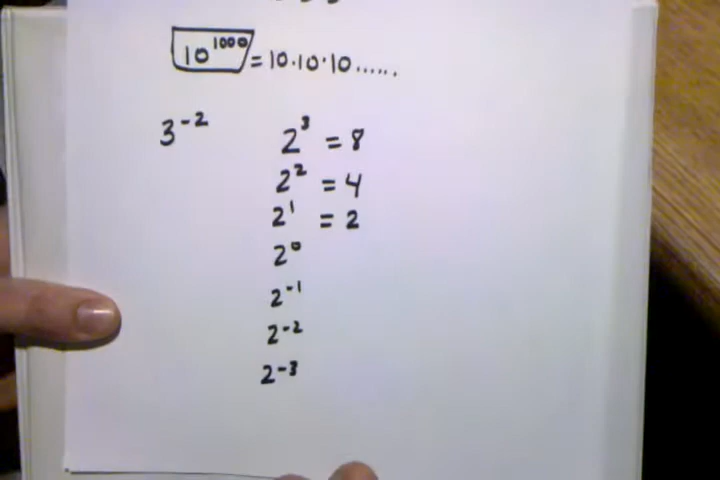 10^1000 = 10·10·10......
3^-2
2^3 = 8
2^2 = 4
2^1 = 2
2^0
2^-1
2^-2
2^-3